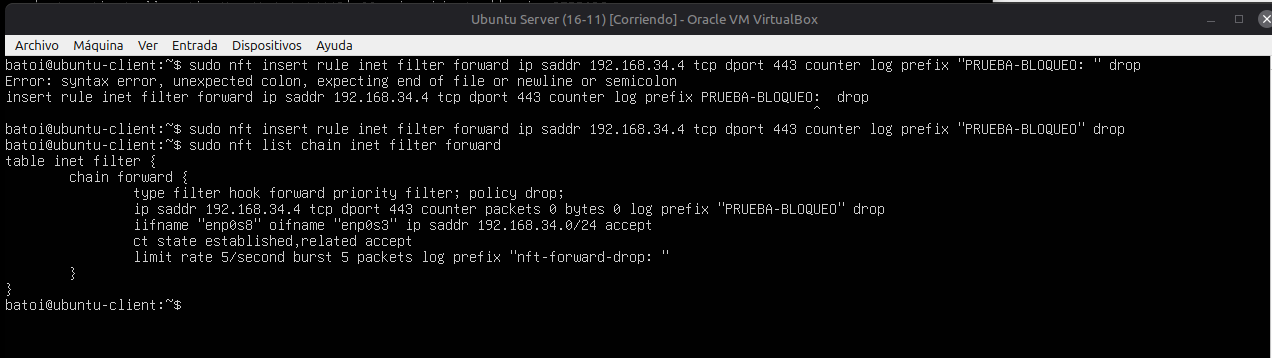 Ubuntu Server (16-11) [Corriendo] - Oracle VM VirtualBox
Archivo Máquina Ver Entrada Dispositivos Ayuda
batoi@ubuntu-client:~$ sudo nft insert rule inet filter forward ip saddr 192.168.34.4 tcp dport 443 counter log prefix "PRUEBA-BLOQUEO: " drop
Error: syntax error, unexpected colon, expecting end of file or newline or semicolon
insert rule inet filter forward ip saddr 192.168.34.4 tcp dport 443 counter log prefix PRUEBA-BLOQUEO:  drop
^
batoi@ubuntu-client:~$ sudo nft insert rule inet filter forward ip saddr 192.168.34.4 tcp dport 443 counter log prefix "PRUEBA-BLOQUEO" drop
batoi@ubuntu-client:~$ sudo nft list chain inet filter forward
table inet filter {
chain forward {
type filter hook forward priority filter; policy drop;
ip saddr 192.168.34.4 tcp dport 443 counter packets 0 bytes 0 log prefix "PRUEBA-BLOQUEO" drop
iifname "enp0s8" oifname "enp0s3" ip saddr 192.168.34.0/24 accept
ct state established,related accept
limit rate 5/second burst 5 packets log prefix "nft-forward-drop: "
}
}
batoi@ubuntu-client:~$